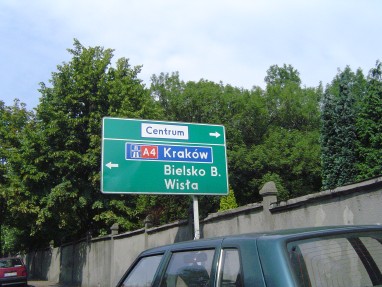 Centrum
A4 Kraków
Bielsko B.
Wisła